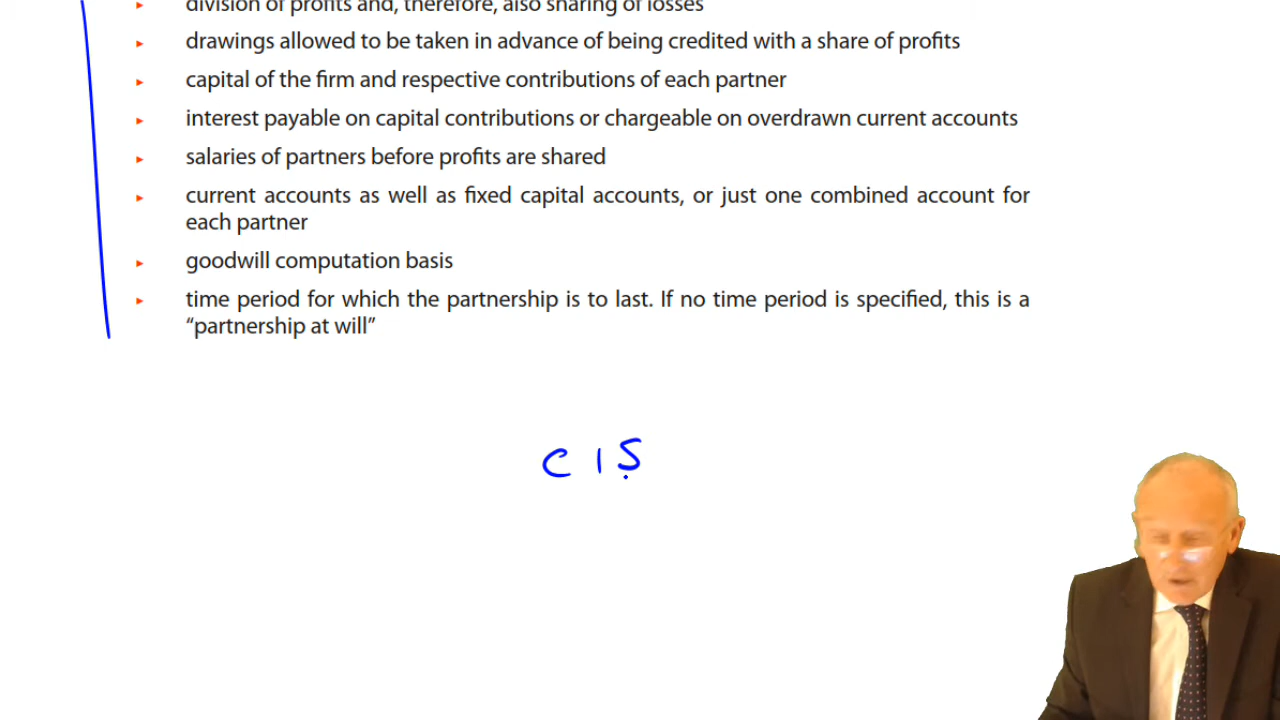 division of profits and, therefore, also sharing of losses
drawings allowed to be taken in advance of being credited with a share of profits
capital of the firm and respective contributions of each partner
interest payable on capital contributions or chargeable on overdrawn current accounts
salaries of partners before profits are shared
current accounts as well as fixed capital accounts, or just one combined account for
each partner
goodwill computation basis
time period for which the partnership is to last. If no time period is specified, this is a
“partnership at will”
C I S